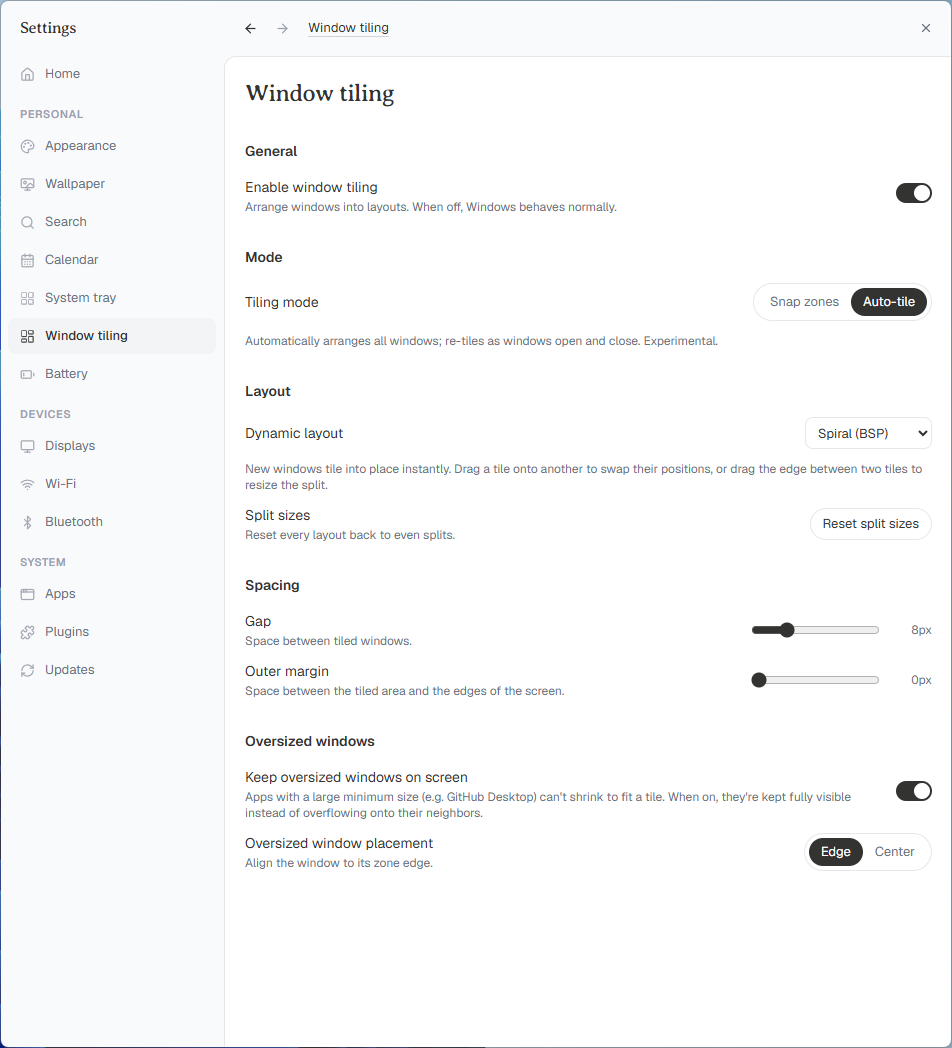 Settings
Window tiling
Home
PERSONAL
Appearance
Wallpaper
Search
Calendar
System tray
Window tiling
Battery
DEVICES
Displays
Wi-Fi
Bluetooth
SYSTEM
Apps
Plugins
Updates
Window tiling
General
Enable window tiling
Arrange windows into layouts. When off, Windows behaves normally.
Mode
Tiling mode
Snap zones
Auto-tile
Automatically arranges all windows; re-tiles as windows open and close. Experimental.
Layout
Dynamic layout
Spiral (BSP)
New windows tile into place instantly. Drag a tile onto another to swap their positions, or drag the edge between two tiles to
resize the split.
Split sizes
Reset every layout back to even splits.
Reset split sizes
Spacing
Gap
Space between tiled windows.
8px
Outer margin
Space between the tiled area and the edges of the screen.
0px
Oversized windows
Keep oversized windows on screen
Apps with a large minimum size (e.g. GitHub Desktop) can't shrink to fit a tile. When on, they're kept fully visible
instead of overflowing onto their neighbors.
Oversized window placement
Align the window to its zone edge.
Edge
Center